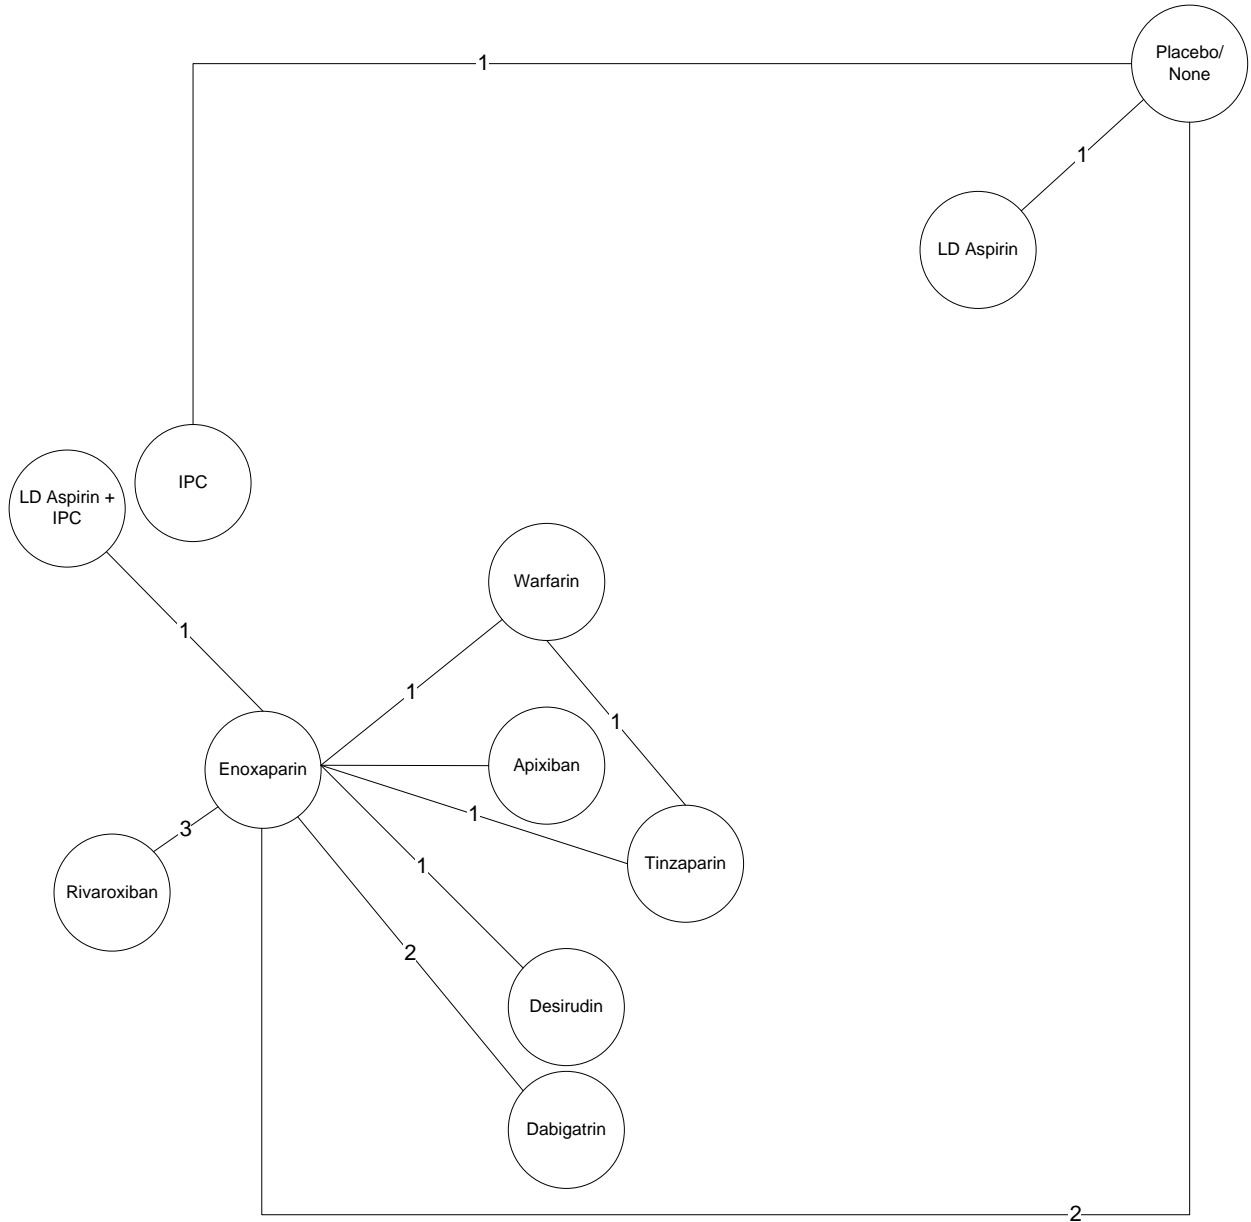 Placebo/
None
1
1
LD Aspirin
IPC
LD Aspirin +
IPC
Warfarin
1
1
1
Apixiban
Enoxaparin
1
3
Tinzaparin
1
Rivaroxiban
2
Desirudin
Dabigatrin
2